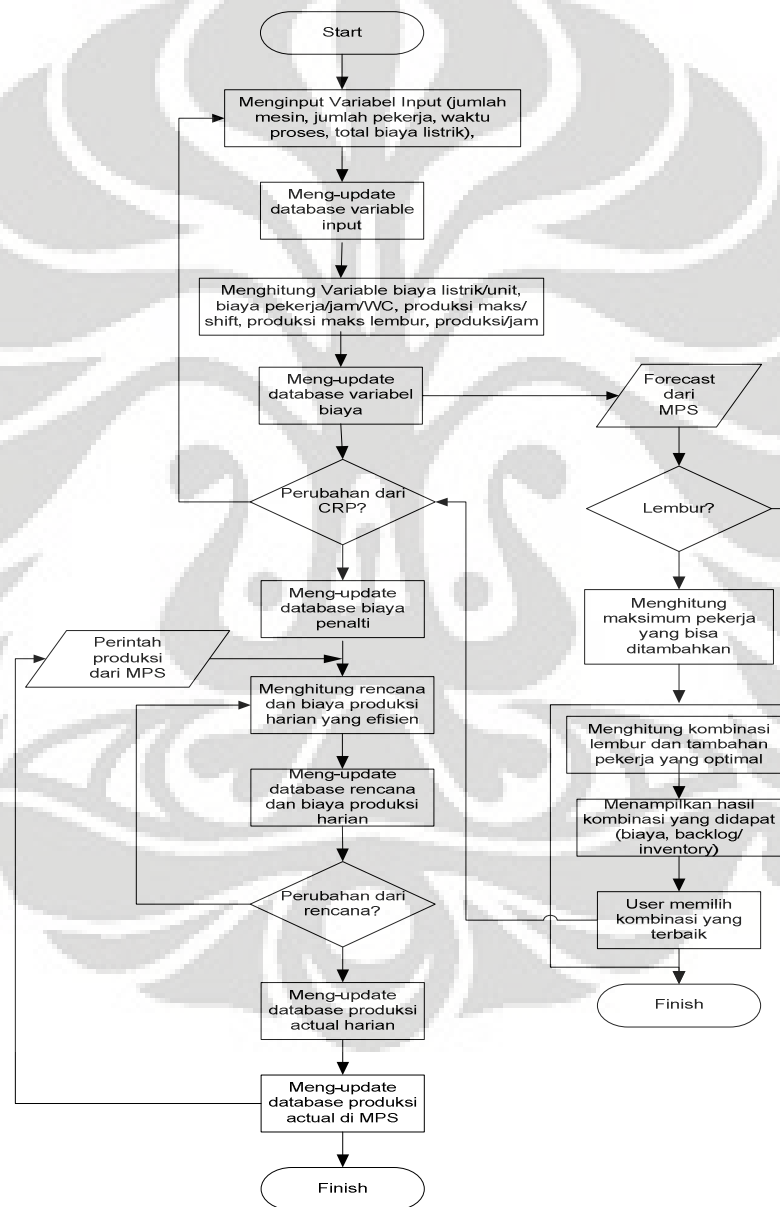 Start
Menginput Variabel Input (jumlah
mesin, jumlah pekerja, waktu
proses, total biaya listrik),
Meng-update
database variable
input
Menghitung Variable biaya listrik/unit,
biaya pekerja/jam/WC, produksi maks/
shift, produksi maks lembur, produksi/jam
Meng-update
database variabel
biaya
Perubahan dari
CRP?
Meng-update
database biaya
penalti
Perintah
produksi
dari MPS
Menghitung rencana
dan biaya produksi
harian yang efisien
Meng-update
database rencana
dan biaya produksi
harian
Perubahan dari
rencana?
Meng-update
database produksi
actual harian
Meng-update
database produksi
actual di MPS
Finish
Forecast
dari
MPS
Lembur?
Menghitung
maksimum pekerja
yang bisa
ditambahkan
Menghitung kombinasi
lembur dan tambahan
pekerja yang optimal
Menampilkan hasil
kombinasi yang didapat
(biaya, backlog/
inventory)
User memilih
kombinasi yang
terbaik
Finish